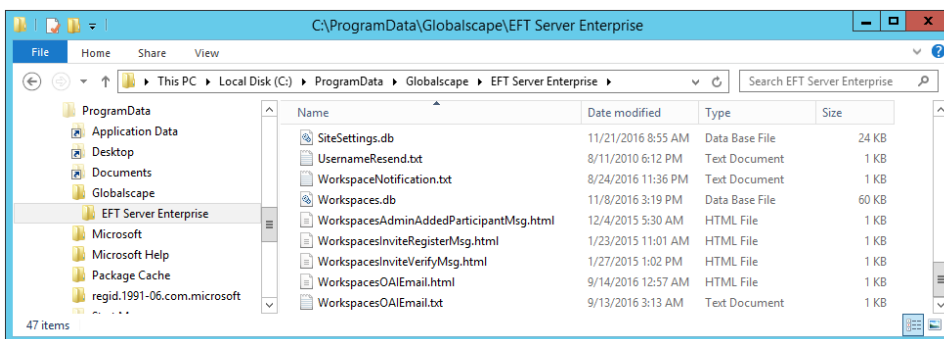 C:\ProgramData\Globalscape\EFT Server Enterprise
File Home Share View
This PC Local Disk (C:) ProgramData Globalscape EFT Server Enterprise Search EFT Server Enterprise
ProgramData
Application Data
Desktop
Documents
Globalscape
EFT Server Enterprise
Microsoft
Microsoft Help
Package Cache
regid.1991-06.com.microsoft
Name Date modified Type Size
SiteSettings.db 11/21/2016 8:55 AM Data Base File 24 KB
UsernameResend.txt 8/11/2010 6:12 PM Text Document 1 KB
WorkspaceNotification.txt 8/24/2016 11:36 PM Text Document 1 KB
Workspaces.db 11/8/2016 3:19 PM Data Base File 60 KB
WorkspacesAdminAddedParticipantMsg.html 12/4/2015 5:30 AM HTML File 1 KB
WorkspacesInviteRegisterMsg.html 1/23/2015 11:01 AM HTML File 1 KB
WorkspacesInviteVerifyMsg.html 1/27/2015 1:02 PM HTML File 1 KB
WorkspacesOAIEmail.html 9/14/2016 12:57 AM HTML File 1 KB
WorkspacesOAIEmail.txt 9/13/2016 3:13 AM Text Document 1 KB
47 items